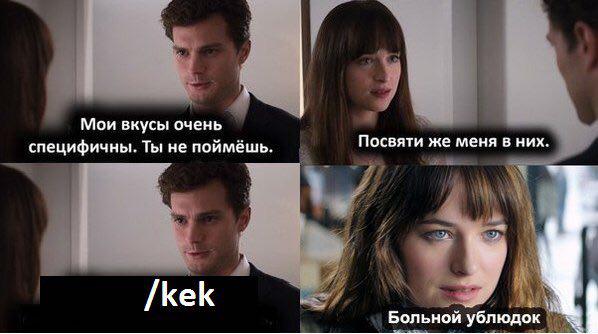 Мои вкусы очень
специфичны. Ты не поймёшь.
Посвяти же меня в них.
/kek
Больной ублюдок